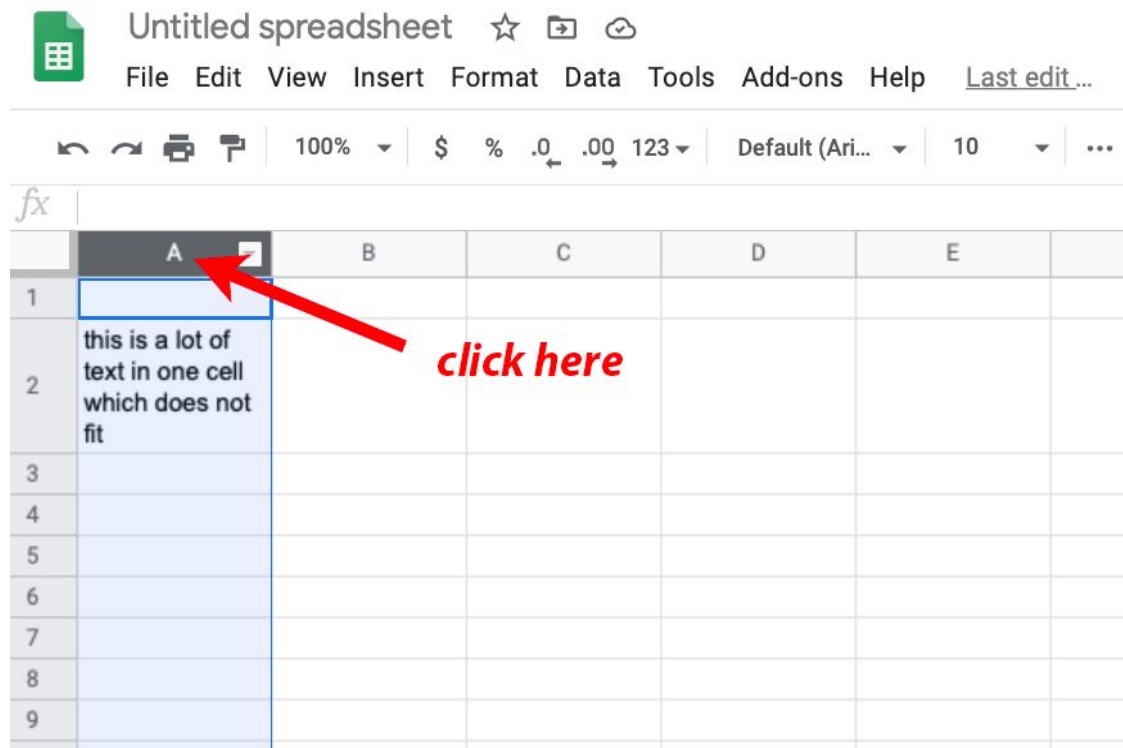 Untitled spreadsheet
File Edit View Insert Format Data Tools Add-ons Help Last edit ...
100% $ % .0 .00 123 Default (Ari... 10 ...
fx
A B C D E
1
click here
this is a lot of
text in one cell
2
which does not
fit
3
4
5
6
7
8
9